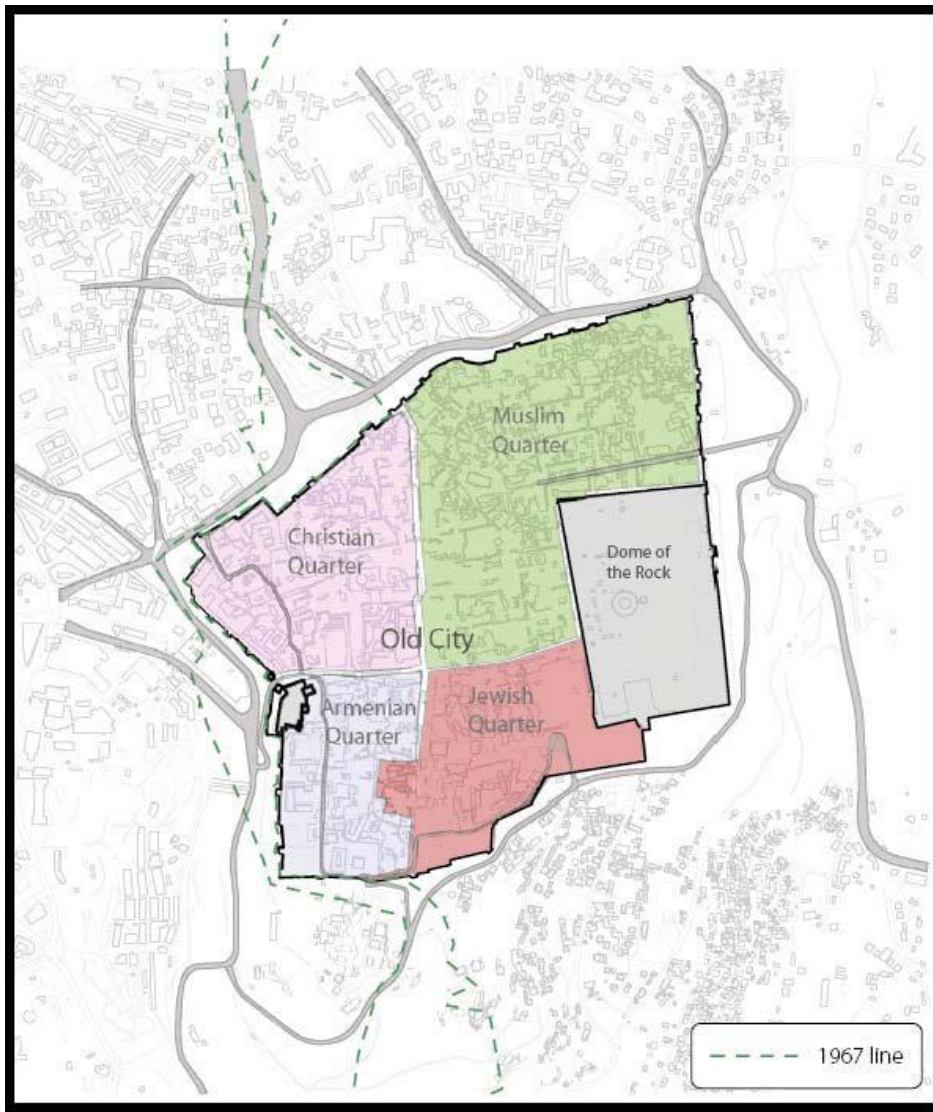 Muslim
Quarter
Christian
Quarter
Dome of
the Rock
Old City
Armenian
Quarter
Jewish
Quarter
1967 line